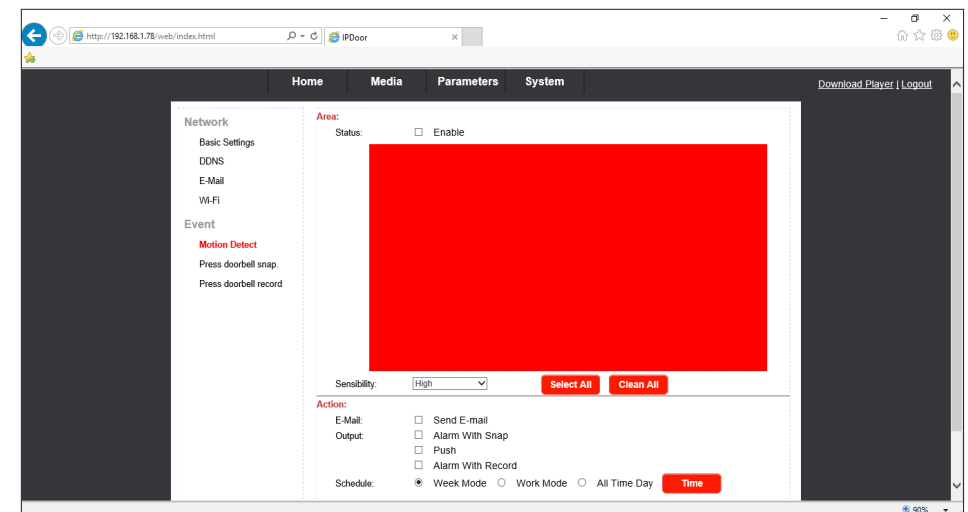 http://192.168.1.78/web/index.html
IPDoor
Home Media Parameters System
Download Player | Logout
Network
Basic Settings
DDNS
E-Mail
Wi-Fi
Event
Motion Detect
Press doorbell snap.
Press doorbell record
Area:
Status: Enable
Sensibility: High Select All Clean All
Action:
E-Mail: Send E-mail
Output: Alarm With Snap
Push
Alarm With Record
Schedule: Week Mode Work Mode All Time Day Time
90%